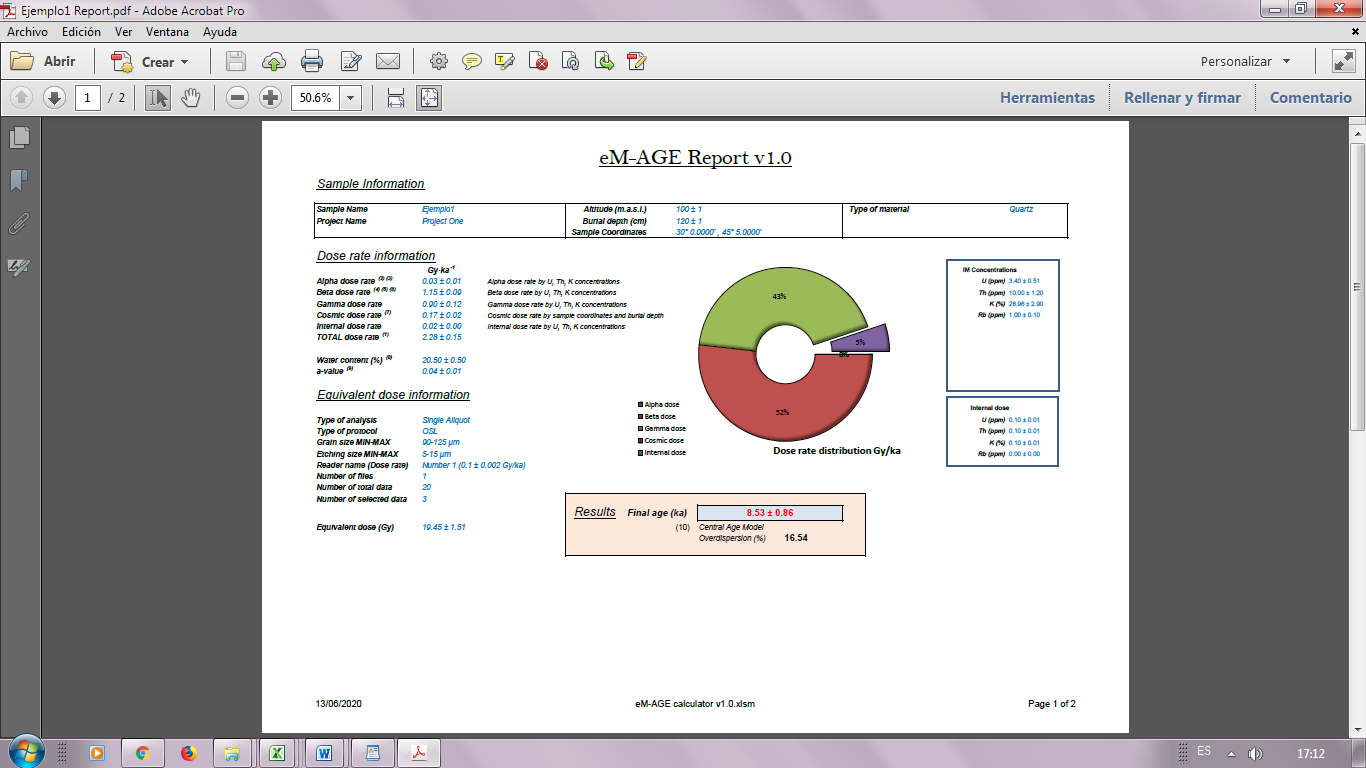 Ejemplo1 Report.pdf - Adobe Acrobat Pro
Archivo Edición Ver Ventana Ayuda
Abrir Crear Personalizar
1 / 2 50.6% Herramientas Rellenar y firmar Comentario
eM-AGE Report v1.0
Sample Information
Sample Name Ejemplo1 Altitude (m.a.s.l.) 100 ± 1 Type of material Quartz
Project Name Project One Burial depth (cm) 120 ± 1
Sample Coordinates 30° 0.0000' , 45° 5.0000'
Dose rate information
Gy·ka-1
Alpha dose rate 0.03 ± 0.01 Alpha dose rate by U, Th, K concentrations
Beta dose rate 1.15 ± 0.09 Beta dose rate by U, Th, K concentrations
Gamma dose rate 0.90 ± 0.12 Gamma dose rate by U, Th, K concentrations
Cosmic dose rate (7) 0.17 ± 0.02 Cosmic dose rate by sample coordinates and burial depth
Internal dose rate 0.02 ± 0.00 Internal dose rate by U, Th, K concentrations
TOTAL dose rate (1) 2.28 ± 0.15
Water content (%) 20.50 ± 0.50
a-value 0.04 ± 0.01
43%
5%
52%
Alpha dose
Beta dose
Gamma dose
Cosmic dose
Internal dose
Dose rate distribution Gy/ka
IM Concentrations
U (ppm) 3.40 ± 0.51
Th (ppm) 10.00 ± 1.20
K (%) 28.96 ± 2.90
Rb (ppm) 1.00 ± 0.10
Internal dose
U (ppm) 0.10 ± 0.01
Th (ppm) 0.10 ± 0.01
K (%) 0.10 ± 0.01
Rb (ppm) 0.00 ± 0.00
Equivalent dose information
Type of analysis Single Aliquot
Type of protocol OSL
Grain size MIN-MAX 90-125 µm
Etching size MIN-MAX 5-15 µm
Reader name (Dose rate) Number 1 (0.1 ± 0.002 Gy/ka)
Number of files 1
Number of total data 20
Number of selected data 3
Equivalent dose (Gy) 19.45 ± 1.51
Results Final age (ka) 8.53 ± 0.86
(10) Central Age Model
Overdispersion (%) 16.54
13/06/2020 eM-AGE calculator v1.0.xlsm Page 1 of 2
ES 17:12